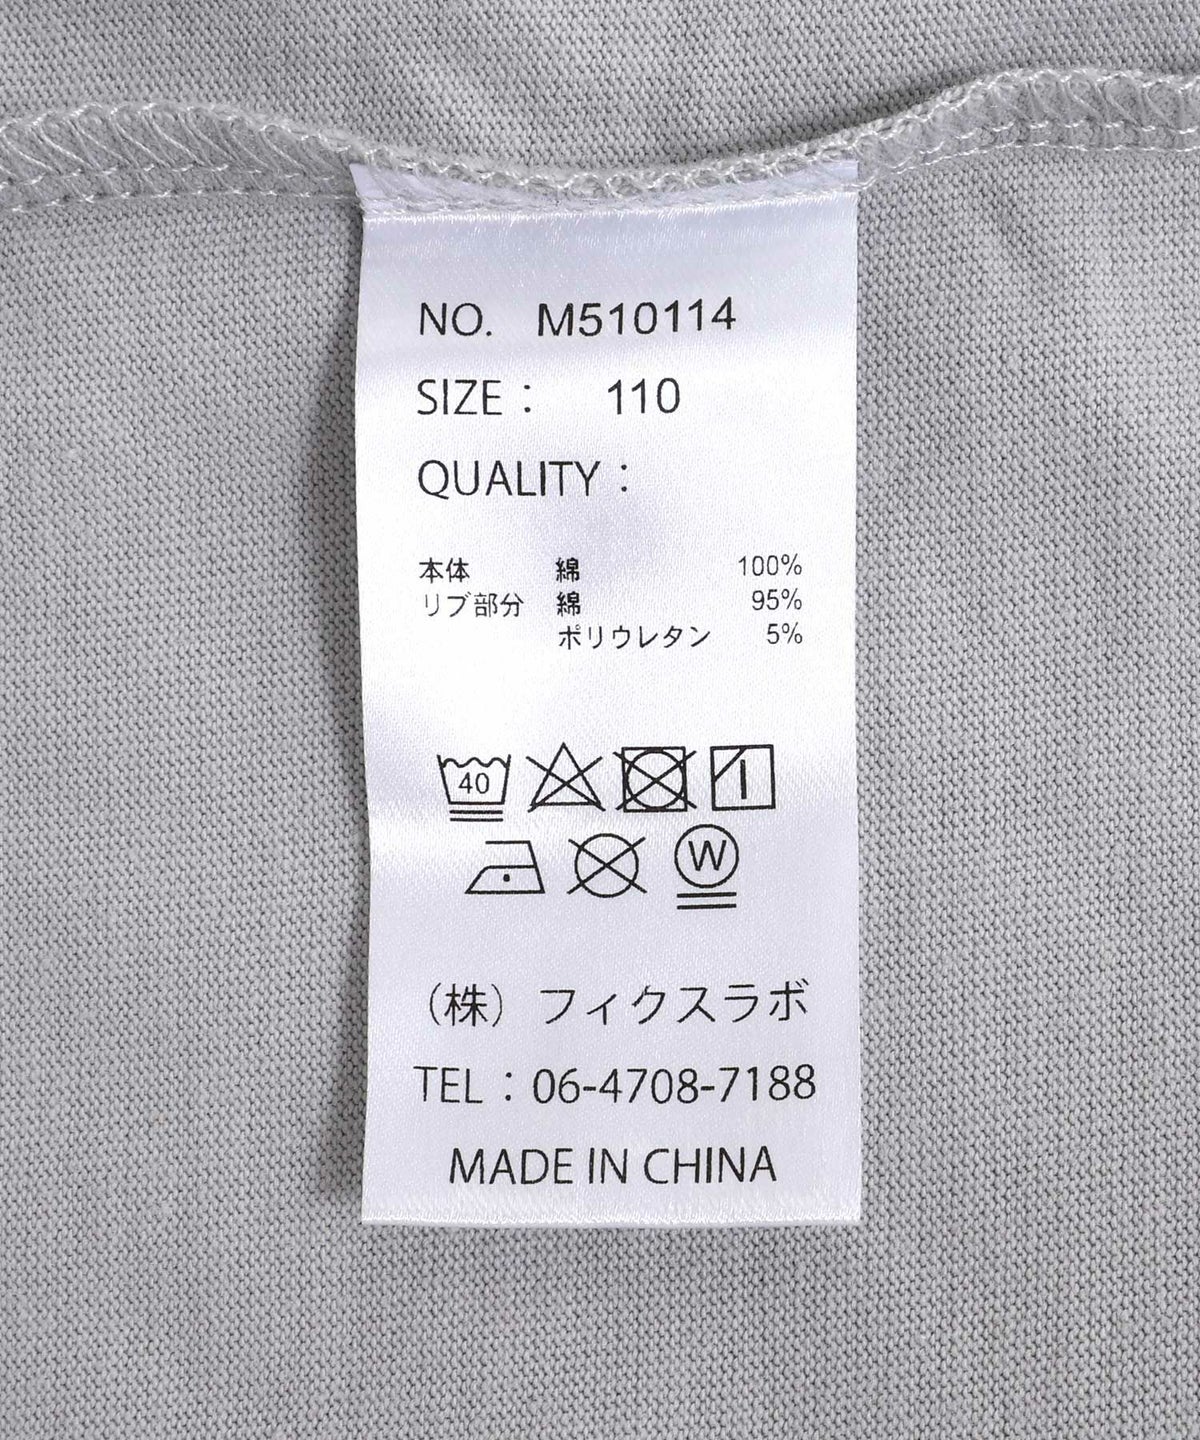 NO. M510114
SIZE： 110
QUALITY：
本体 綿 100%
リブ部分 綿 95%
ポリウレタン 5%
40
W
（株）フィクスラボ
TEL：06-4708-7188
MADE IN CHINA